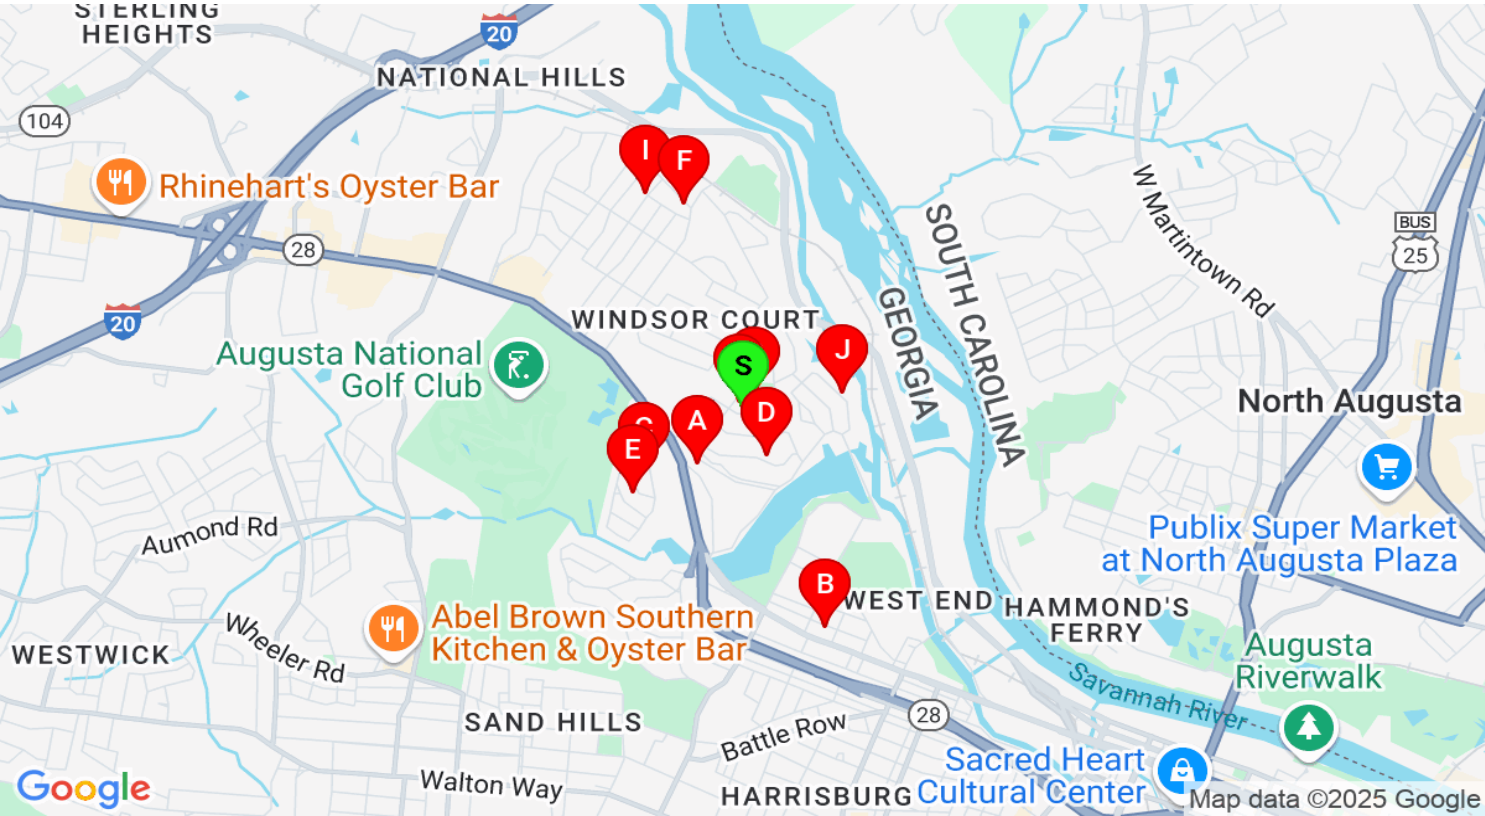 STERLING
HEIGHTS
20
NATIONAL HILLS
104
I
F
Rhinehart's Oyster Bar
W Martintown Rd
BUS
25
28
SOUTH CAROLINA
GEORGIA
20
WINDSOR COURT
Augusta National
Golf Club
S
J
North Augusta
A
D
E
Aumond Rd
Publix Super Market
at North Augusta Plaza
B
WEST END
HAMMOND'S
FERRY
Abel Brown Southern
Kitchen & Oyster Bar
Wheeler Rd
WESTWICK
Augusta
Riverwalk
Savannah River
SAND HILLS
Battle Row
28
Sacred Heart
Cultural Center
Walton Way
HARRISBURG
Google
Map data ©2025 Google